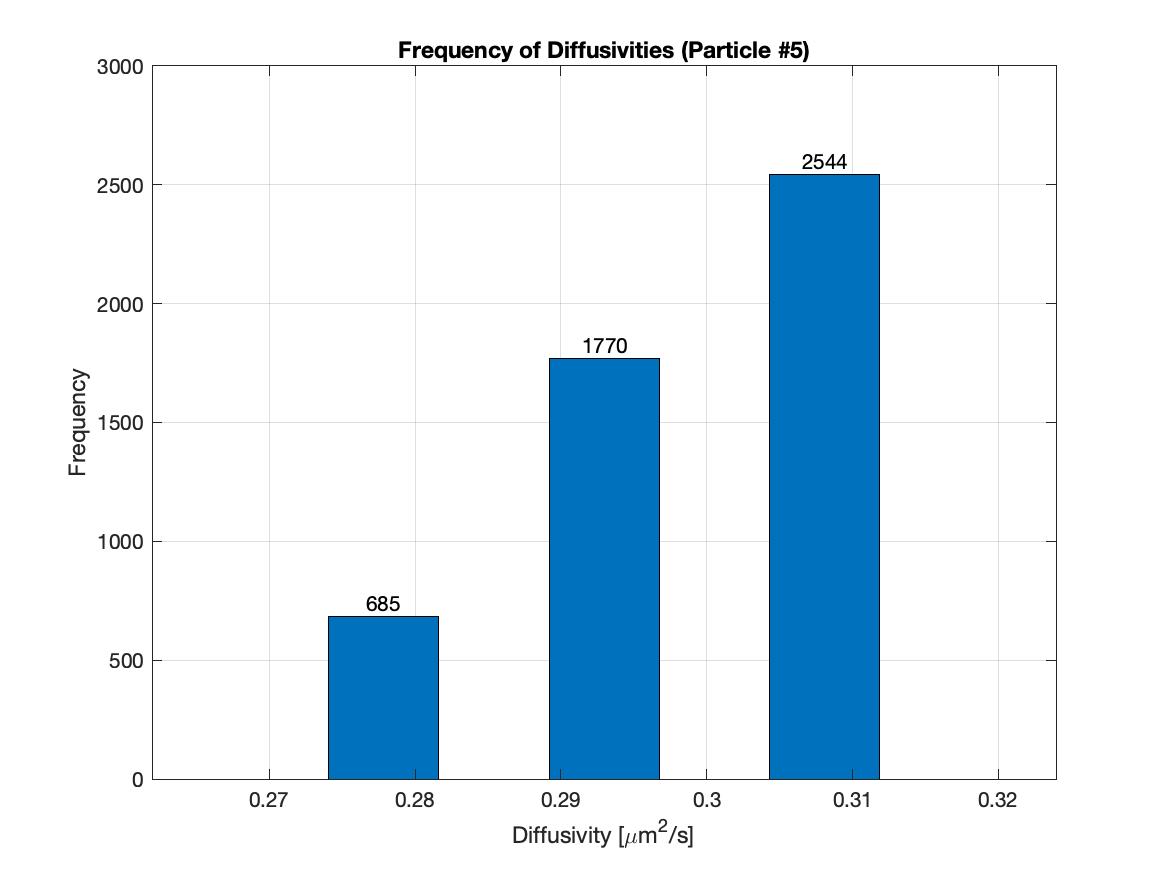 Frequency of Diffusivities (Particle #5)
3000
2500
2000
1500
1000
500
0
Frequency
685
1770
2544
0.27 0.28 0.29 0.3 0.31 0.32
Diffusivity [μm²/s]